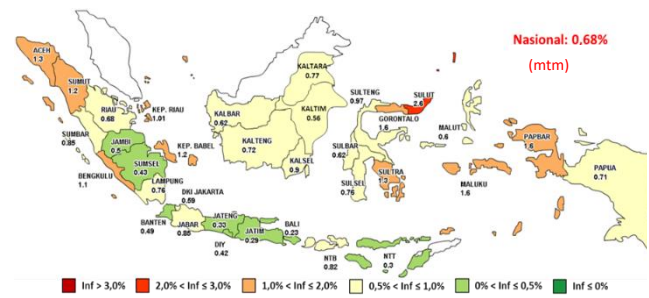 Nasional: 0,68%
(mtm)
ACEH
1.3
SUMUT
1.2
RIAU
0.68
KEP. RIAU
1.01
SUMBAR
0.85
JAMBI
0.5
SUMSEL
0.43
BENGKULU
1.1
LAMPUNG
0.76
KEP. BABEL
1.2
DKI JAKARTA
0.59
BANTEN
0.49
JABAR
0.85
JATENG
0.33
DIY
0.42
JATIM
0.29
BALI
0.23
NTB
0.82
NTT
0.3
KALBAR
0.62
KALTENG
0.72
KALSEL
0.9
KALTIM
0.56
KALTARA
0.77
SULTENG
0.97
SULUT
2.6
GORONTALO
1.6
SULBAR
0.62
SULSEL
0.76
SULTRA
1.3
MALUT
0.6
MALUKU
1.6
PAPBAR
1.6
PAPUA
0.71
Inf > 3,0%
2,0% < Inf ≤ 3,0%
1,0% < Inf ≤ 2,0%
0,5% < Inf ≤ 1,0%
0% < Inf ≤ 0,5%
Inf ≤ 0%